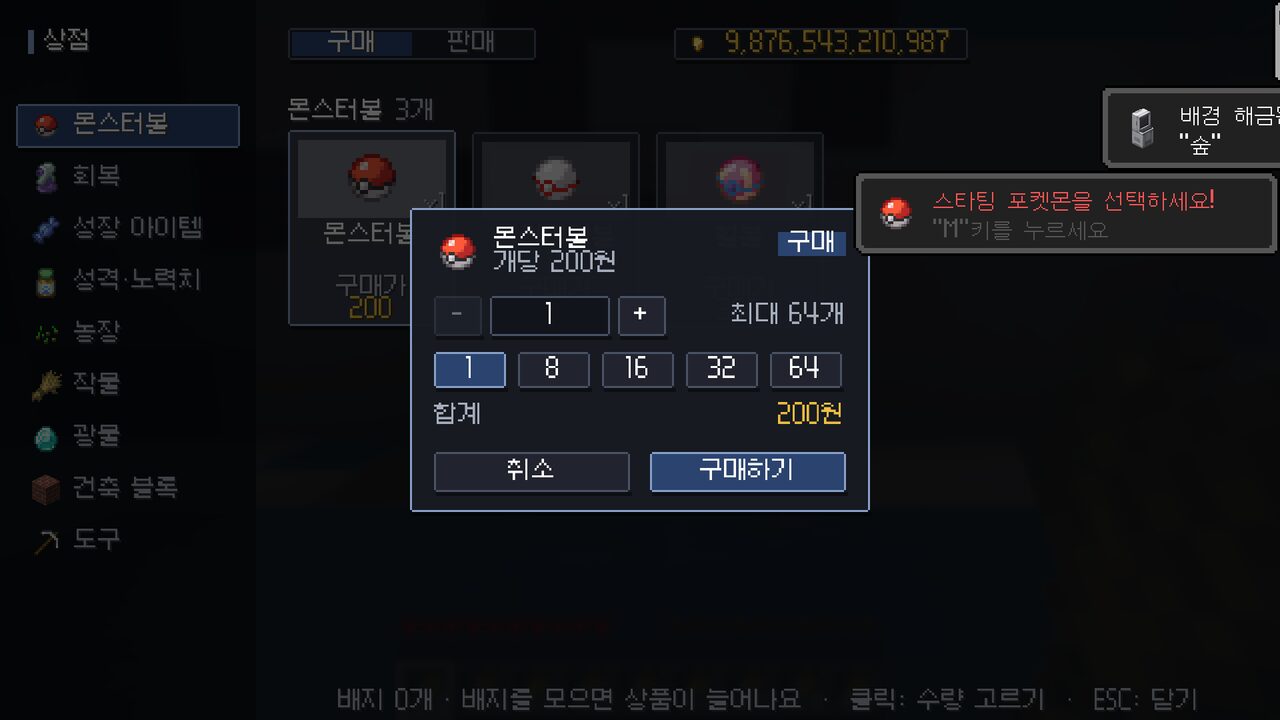 상점
구매 판매
9,876,543,210,987
몬스터볼
회복
성장 아이템
성격·노력치
농장
작물
광물
건축 블록
도구
몬스터볼 3개
배경 해금
"숲"
스타팅 포켓몬을 선택하세요!
"M"키를 누르세요
x1 x1 x1
몬스터볼
구매가
200
몬스터볼
개당 200원
구매
- 1 + 최대 64개
1 8 16 32 64
합계 200원
취소 구매하기
배지 0개 · 배지를 모으면 상품이 늘어나요 · 클릭: 수량 고르기 · ESC: 닫기